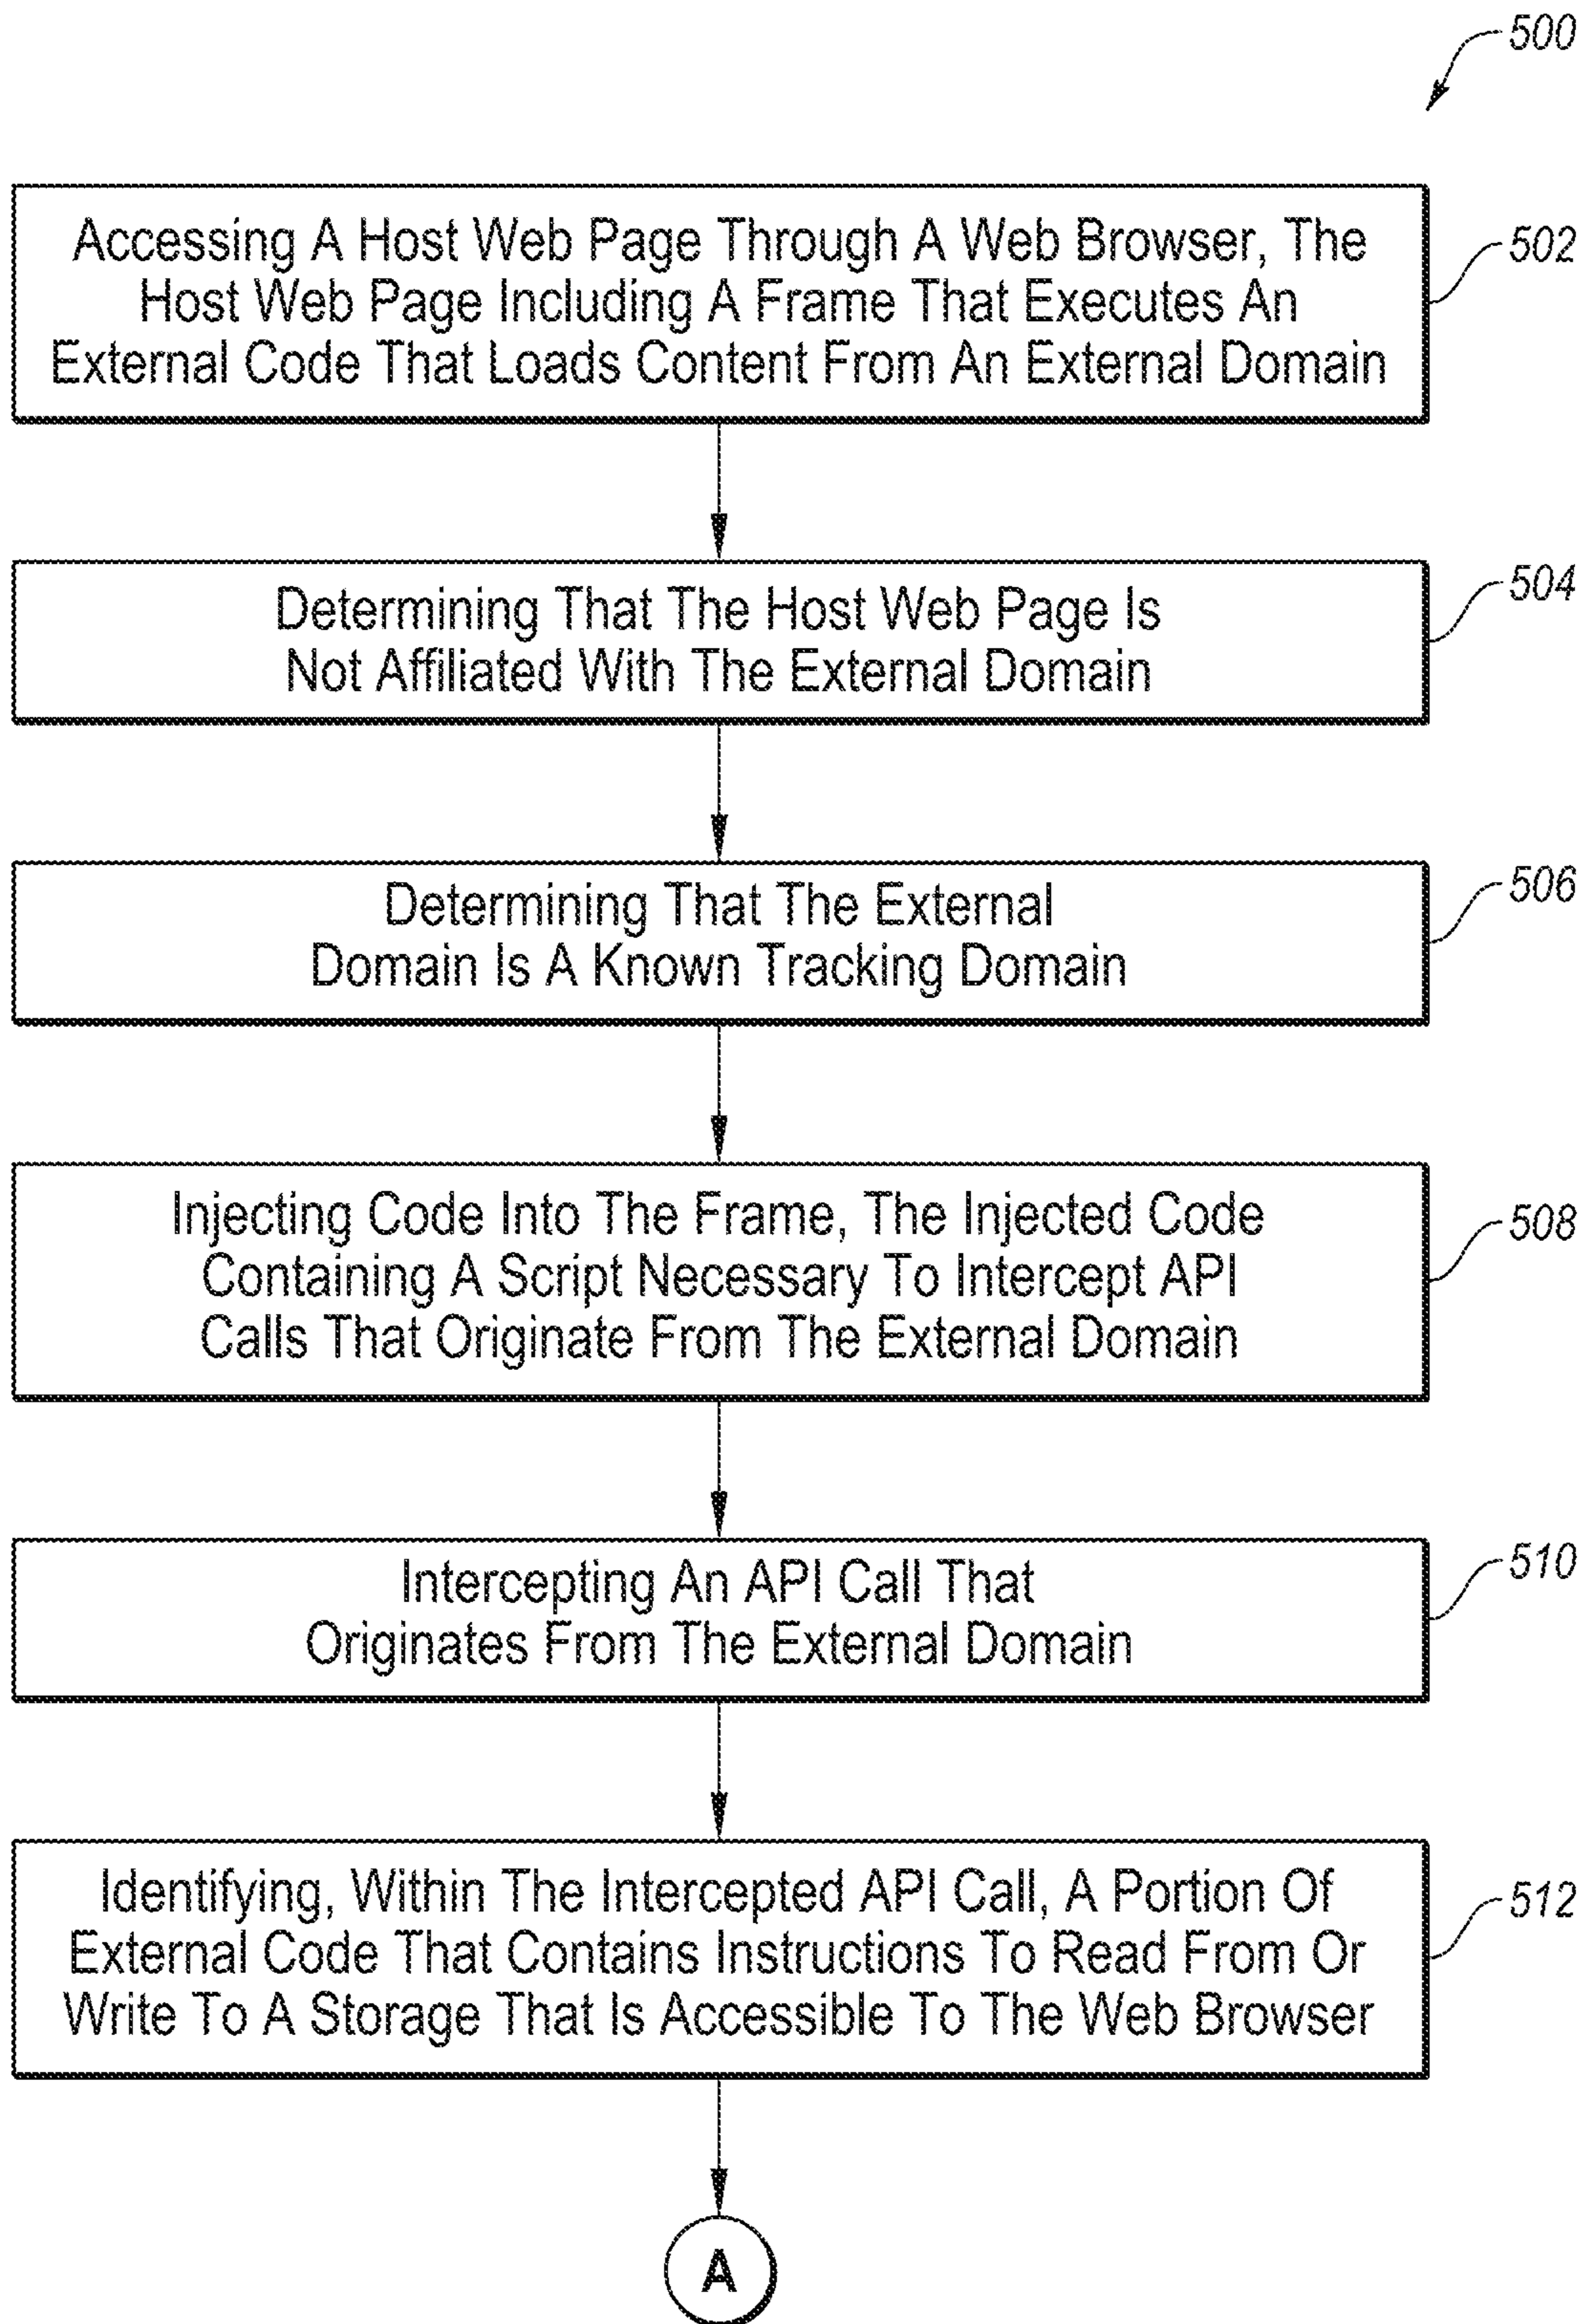 500
Accessing A Host Web Page Through A Web Browser, The
Host Web Page Including A Frame That Executes An
External Code That Loads Content From An External Domain
502
Determining That The Host Web Page Is
Not Affiliated With The External Domain
504
Determining That The External
Domain Is A Known Tracking Domain
506
Injecting Code Into The Frame, The Injected Code
Containing A Script Necessary To Intercept API
Calls That Originate From The External Domain
508
Intercepting An API Call That
Originates From The External Domain
510
Identifying, Within The Intercepted API Call, A Portion Of
External Code That Contains Instructions To Read From Or
Write To A Storage That Is Accessible To The Web Browser
512
A